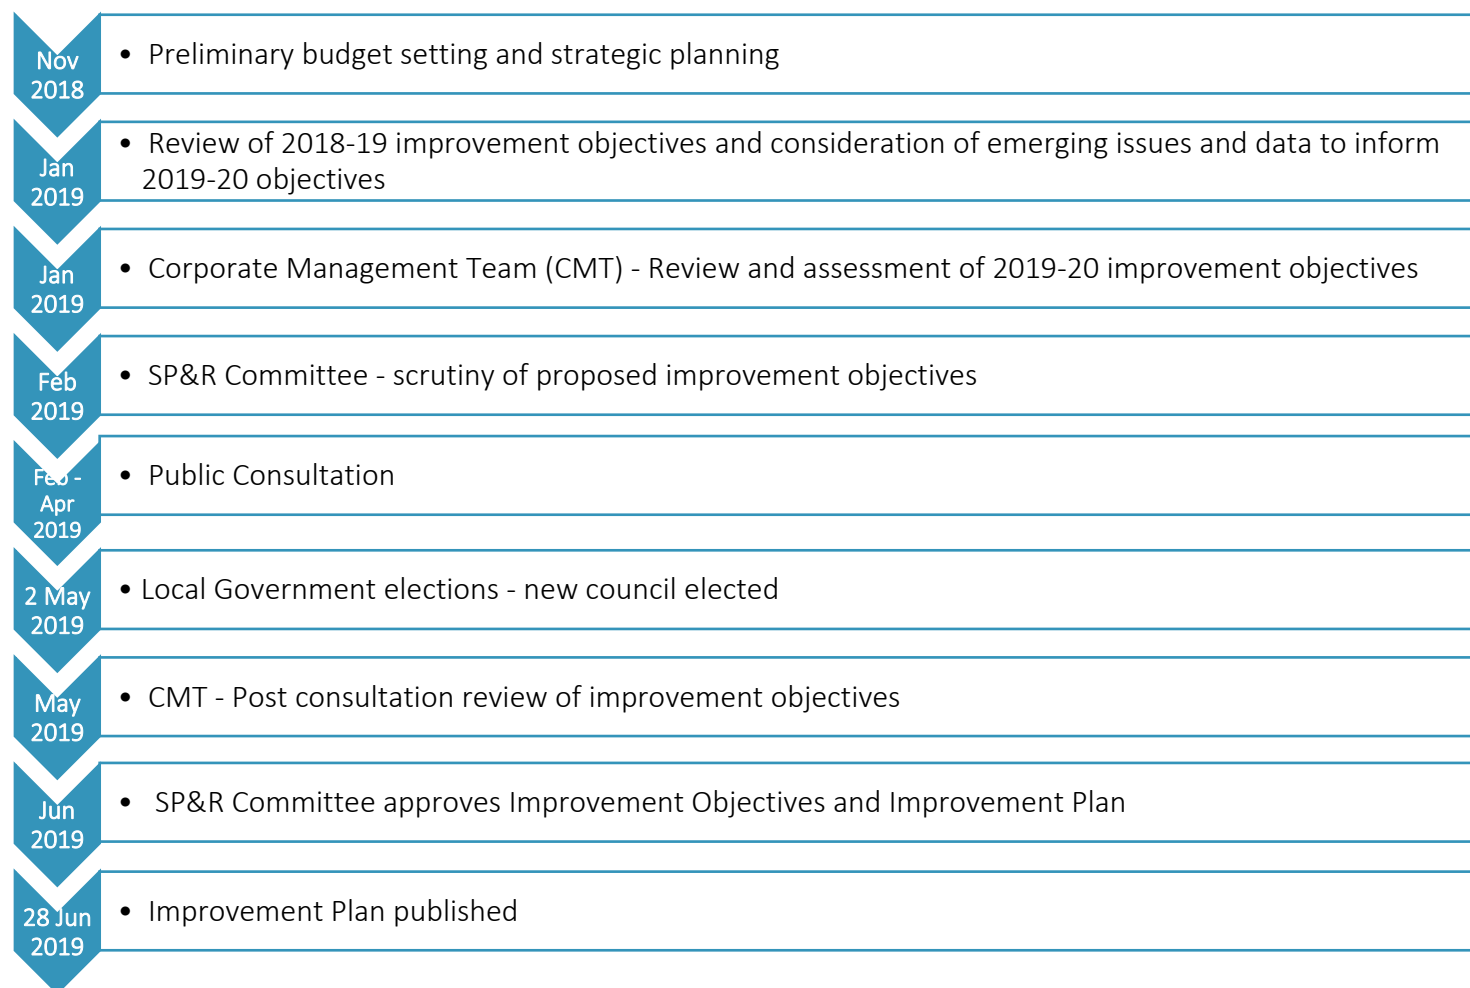 Nov
2018
• Preliminary budget setting and strategic planning
Jan
2019
• Review of 2018-19 improvement objectives and consideration of emerging issues and data to inform
2019-20 objectives
Jan
2019
• Corporate Management Team (CMT) - Review and assessment of 2019-20 improvement objectives
Feb
2019
• SP&R Committee - scrutiny of proposed improvement objectives
Feb -
Apr
2019
• Public Consultation
2 May
2019
• Local Government elections - new council elected
May
2019
• CMT - Post consultation review of improvement objectives
Jun
2019
• SP&R Committee approves Improvement Objectives and Improvement Plan
28 Jun
2019
• Improvement Plan published